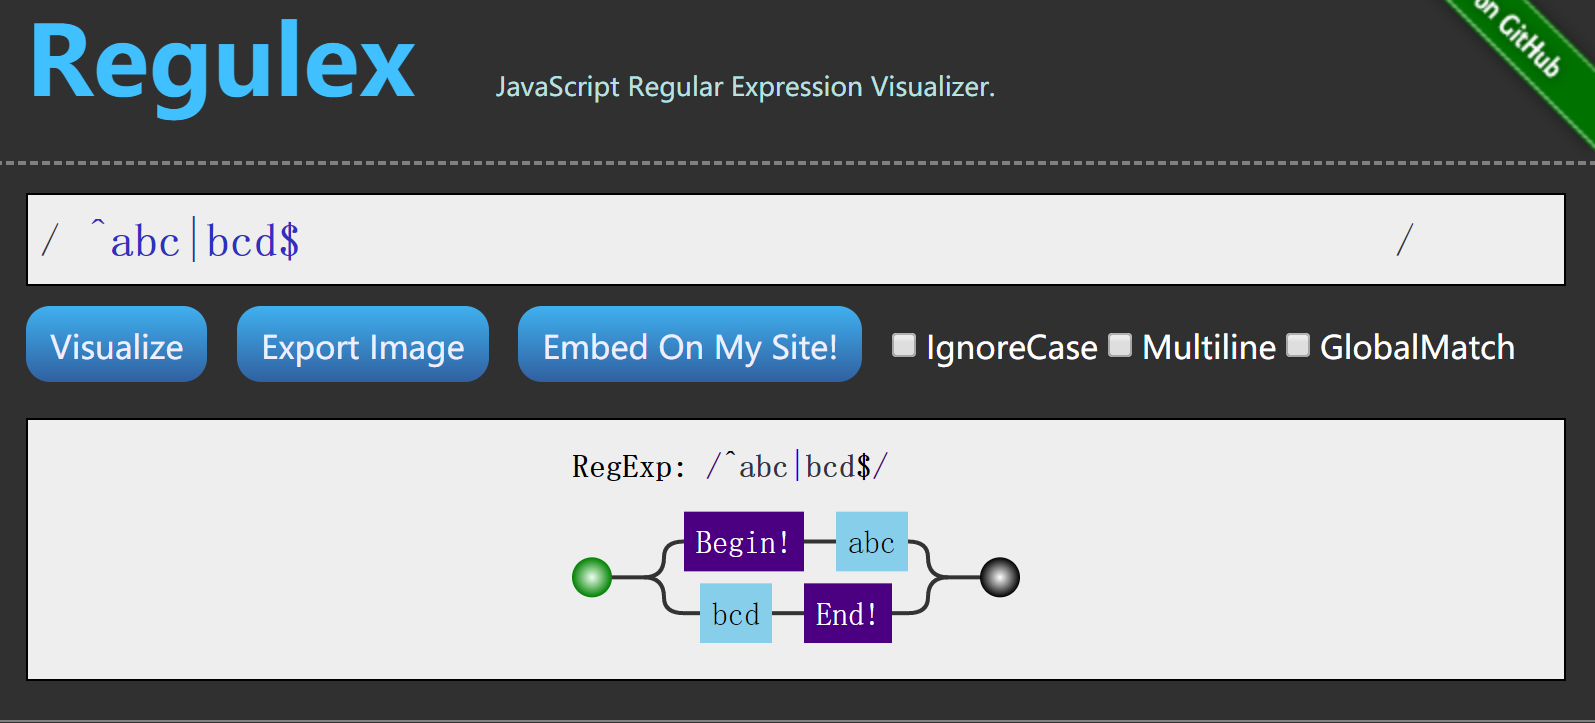 on GitHub
Regulex
JavaScript Regular Expression Visualizer.
/ ^abc|bcd$ /
Visualize Export Image Embed On My Site! IgnoreCase Multiline GlobalMatch
RegExp: /^abc|bcd$/
Begin! abc
bcd End!